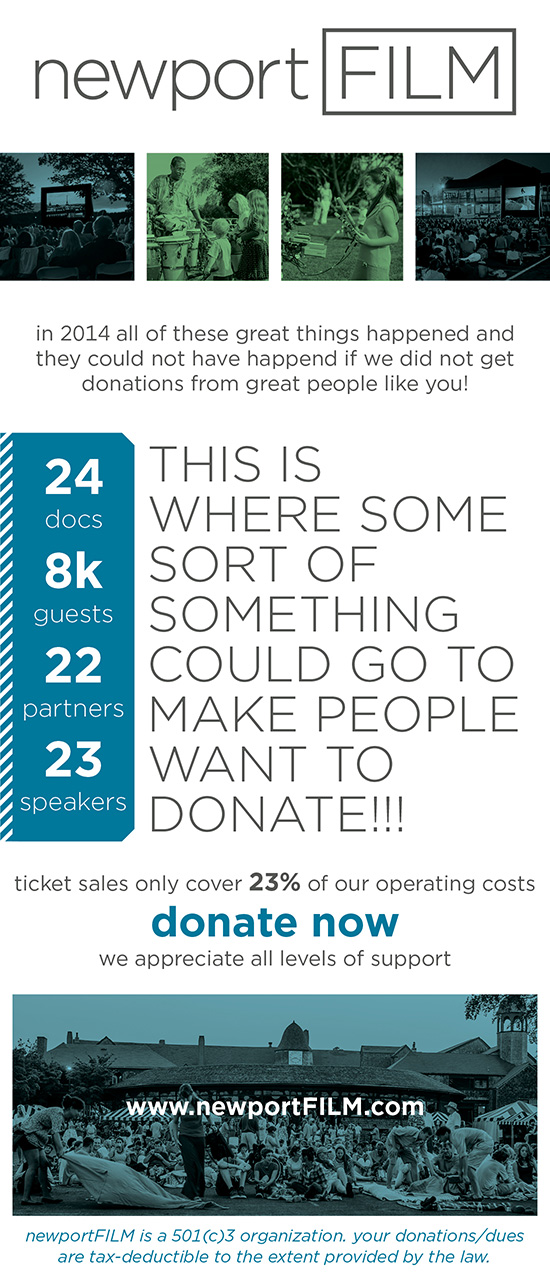 newport FILM
in 2014 all of these great things happened and
they could not have happend if we did not get
donations from great people like you!
24
docs
8k
guests
22
partners
23
speakers
THIS IS
WHERE SOME
SORT OF
SOMETHING
COULD GO TO
MAKE PEOPLE
WANT TO
DONATE!!!
ticket sales only cover 23% of our operating costs
donate now
we appreciate all levels of support
www.newportFILM.com
newportFILM is a 501(c)3 organization. your donations/dues
are tax-deductible to the extent provided by the law.